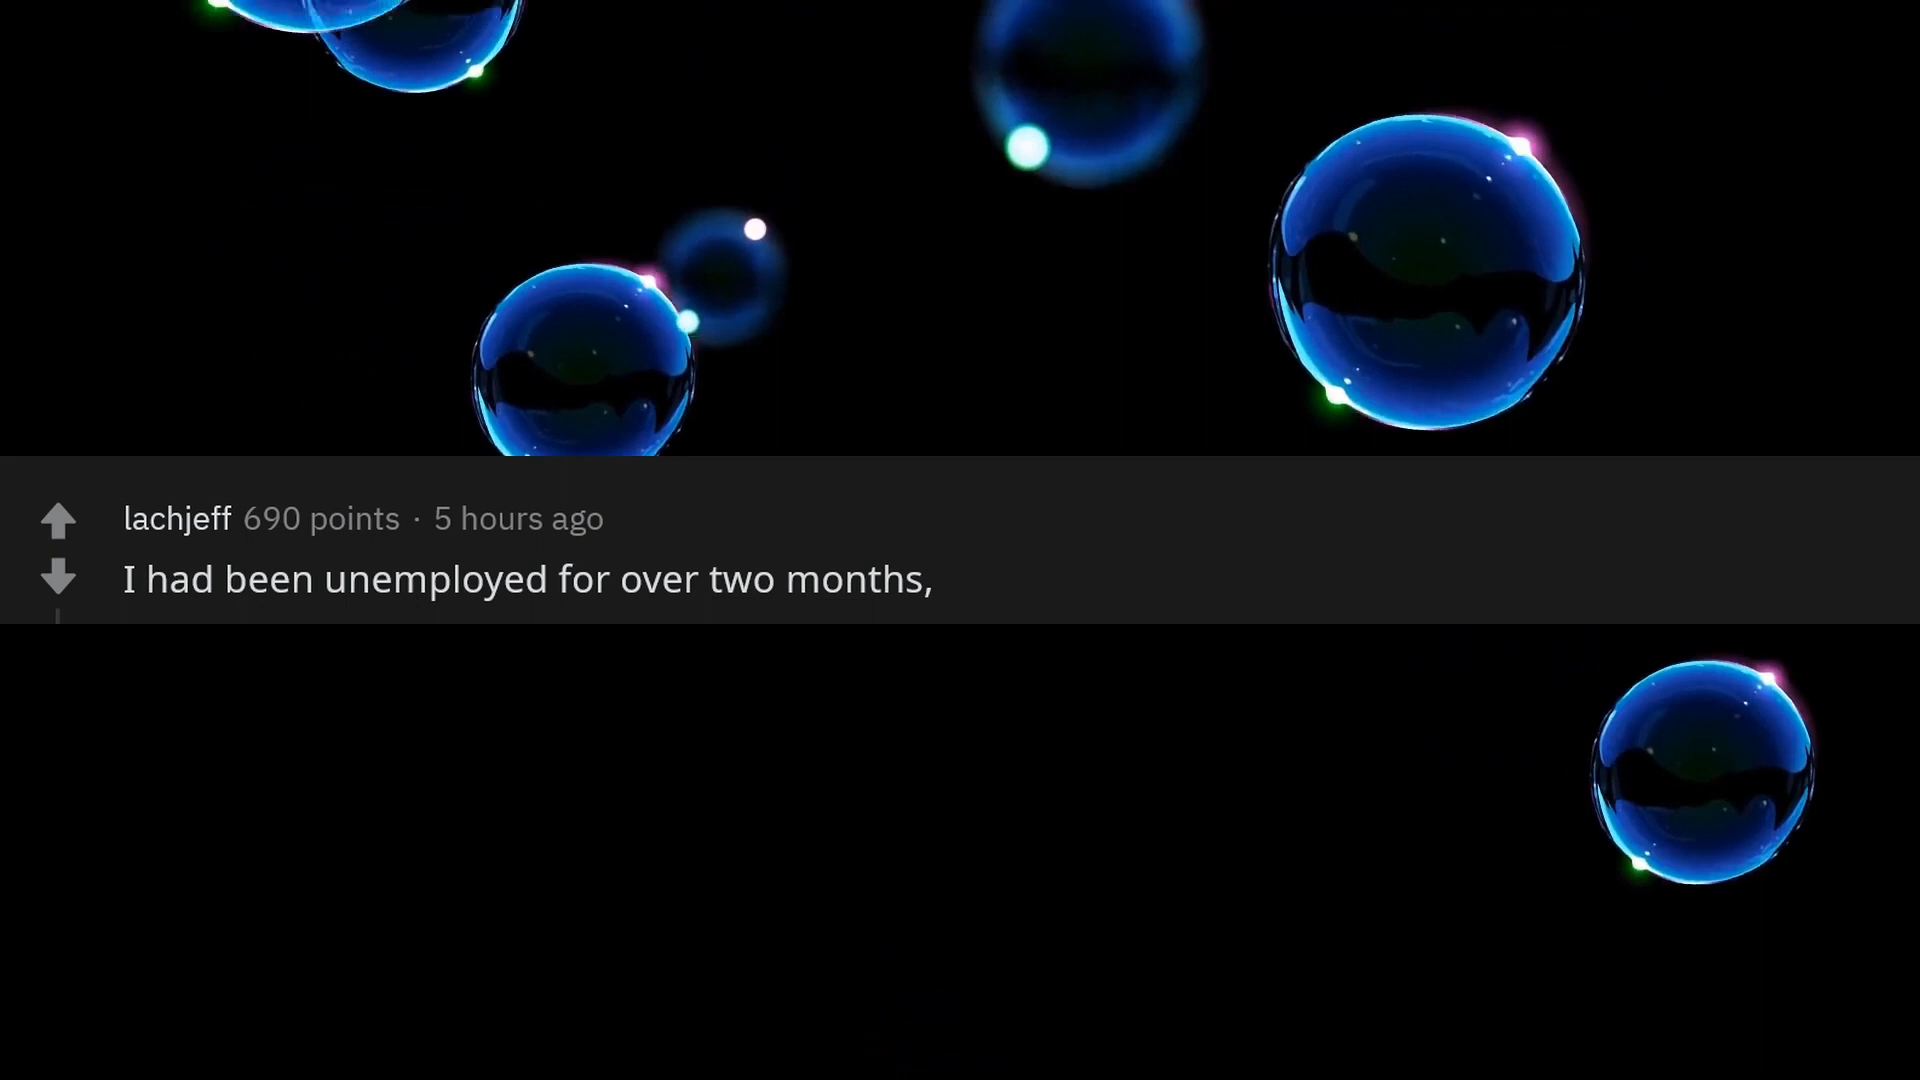 lachjeff 690 points · 5 hours ago
I had been unemployed for over two months,